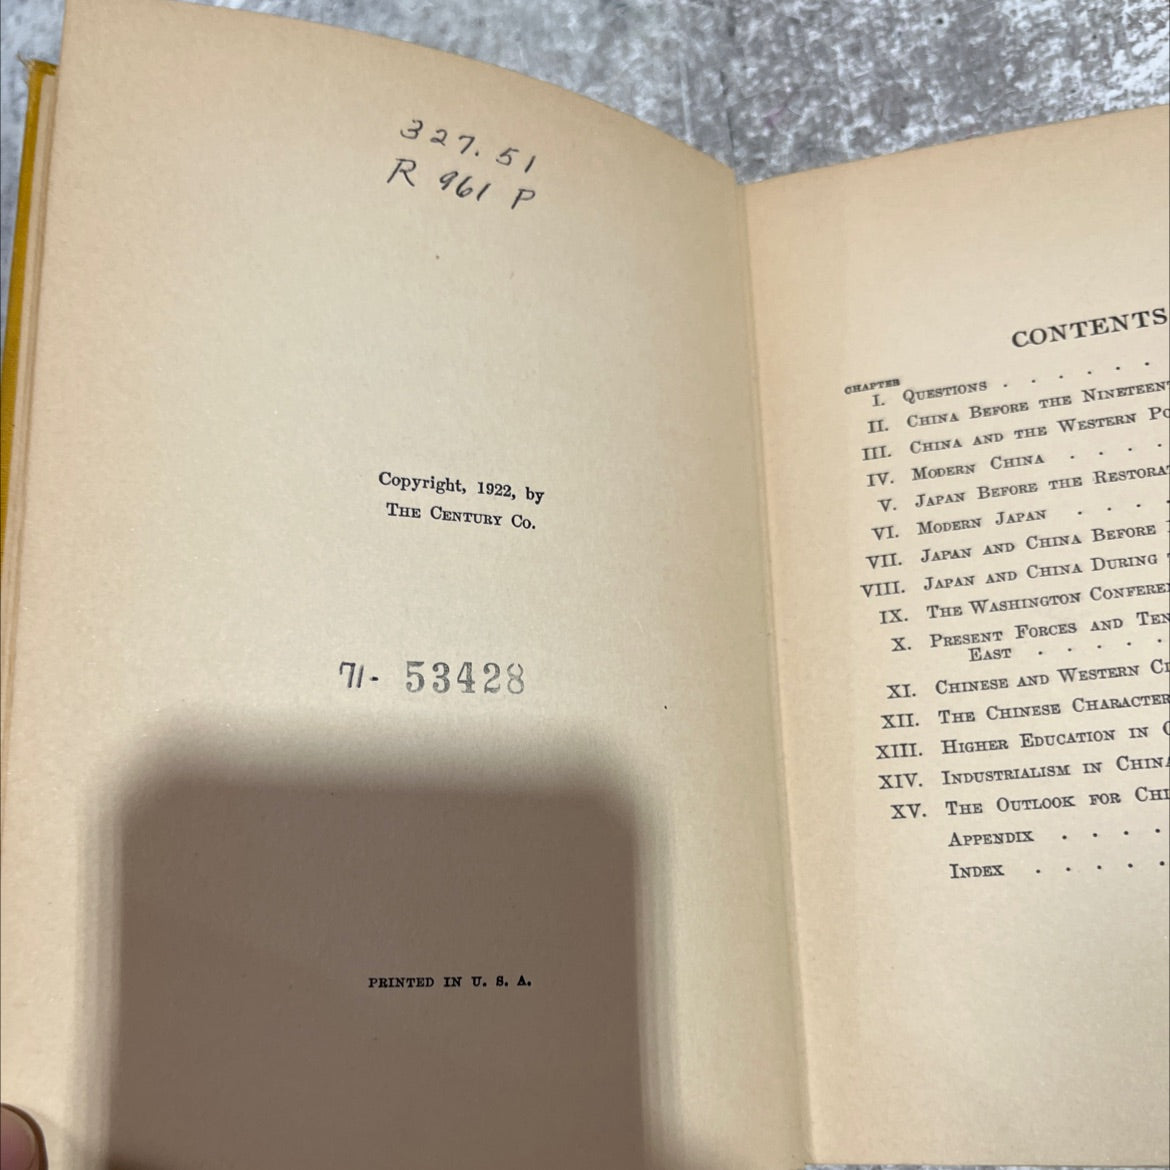 327.51
R 961 P
Copyright, 1922, by
THE CENTURY CO.
71- 53428
PRINTED IN U. S. A.
CONTENTS
CHAPTER
I. QUESTIONS . . . . . .
II. CHINA BEFORE THE NINETEENT
III. CHINA AND THE WESTERN PO
IV. MODERN CHINA . . . .
V. JAPAN BEFORE THE RESTORA
VI. MODERN JAPAN . . . .
VII. JAPAN AND CHINA BEFORE
VIII. JAPAN AND CHINA DURING
IX. THE WASHINGTON CONFERE
X. PRESENT FORCES AND TEN
EAST . . . . .
XI. CHINESE AND WESTERN CI
XII. THE CHINESE CHARACTER
XIII. HIGHER EDUCATION IN C
XIV. INDUSTRIALISM IN CHINA
XV. THE OUTLOOK FOR CHI
APPENDIX . . . .
INDEX . . . . .